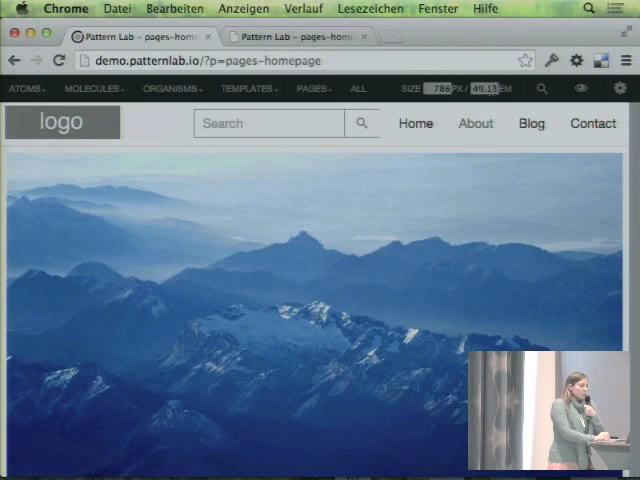 Chrome Datei Bearbeiten Anzeigen Verlauf Lesezeichen Fenster Hilfe
Pattern Lab - pages-home
Pattern Lab - pages-home
demo.patternlab.io/?p=pages-homepage
ATOMS MOLECULES ORGANISMS TEMPLATES PAGES ALL SIZE 786 PX / EM
logo Search Home About Blog Contact